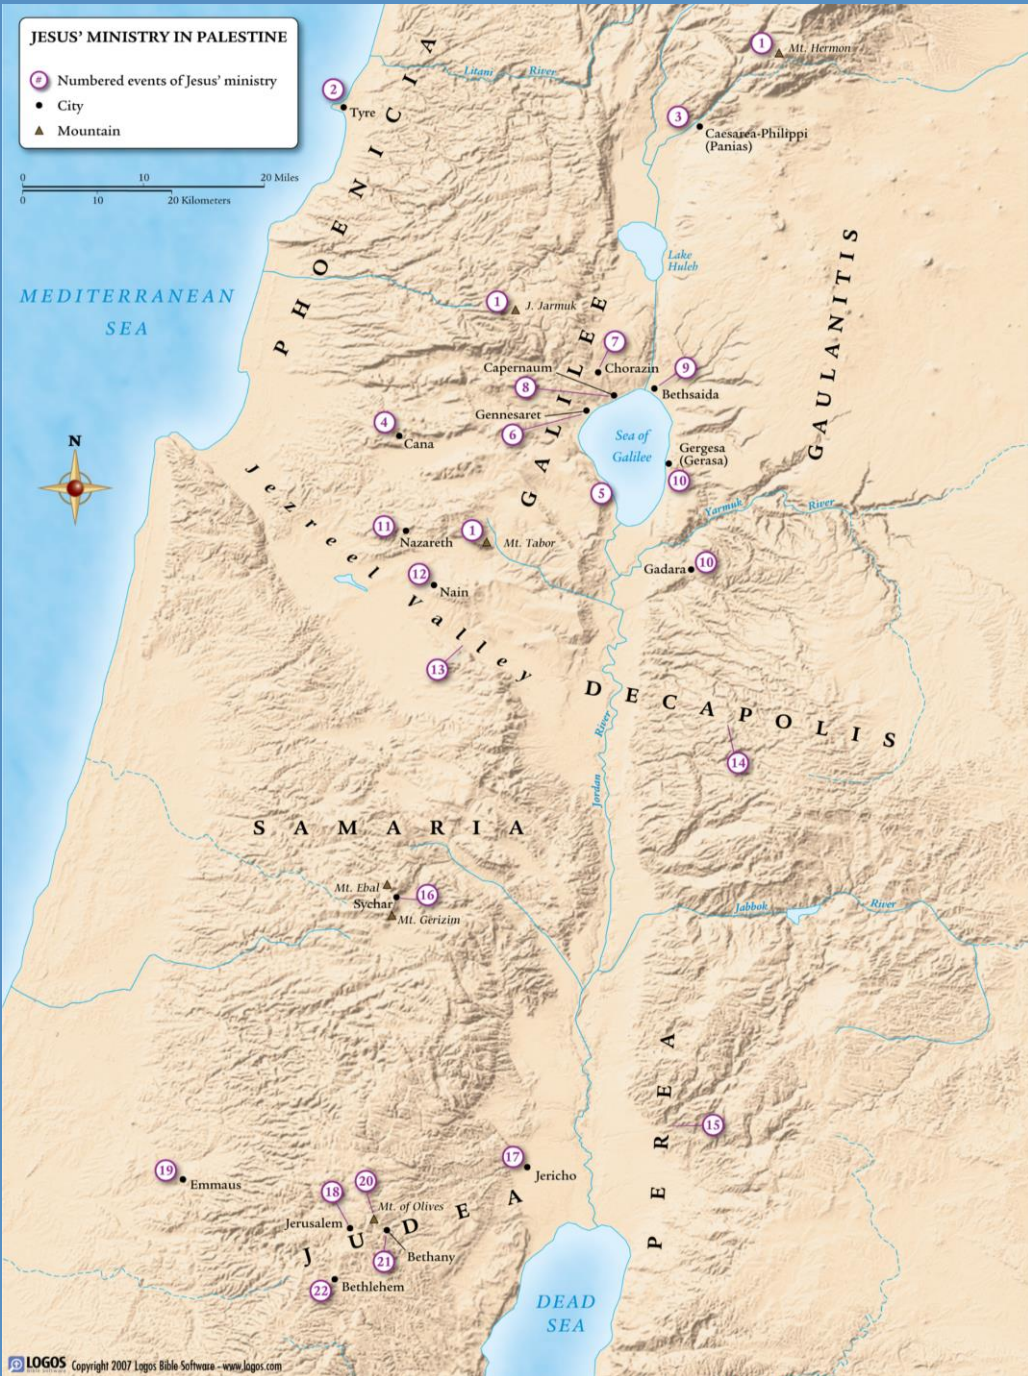 JESUS’ MINISTRY IN PALESTINE
# Numbered events of Jesus’ ministry
City
Mountain
0 10 20 Miles
0 10 20 Kilometers
1
Mt. Hermon
Litani River
2
Tyre
3
Caesarea-Philippi
(Panias)
PHOENICIA
Lake
Huleh
GAULANITIS
MEDITERRANEAN
SEA
1
J. Jarmuk
GALILEE
7
Chorazin
Capernaum
8
9
Bethsaida
Gennesaret
6
4
Cana
Sea of
Galilee
Gergesa
(Gerasa)
10
5
N
Jezreel Valley
Yarmuk River
11
Nazareth
1
Mt. Tabor
Gadara
10
12
Nain
13
DECAPOLIS
14
Jordan River
SAMARIA
Mt. Ebal
Sychar
16
Mt. Gerizim
Jabbok River
PEREA
15
17
Jericho
19
Emmaus
18
20
Mt. of Olives
Jerusalem
JUDEA
21
Bethany
22
Bethlehem
DEAD
SEA
LOGOS
Copyright 2007 Logos Bible Software - www.logos.com